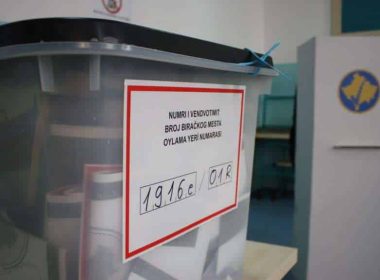 NUMRI I VENDVOTIMIT
BROJ BIRAČKOG MESTA
OYLAMA YERİ NUMARASI
1916e / 01R